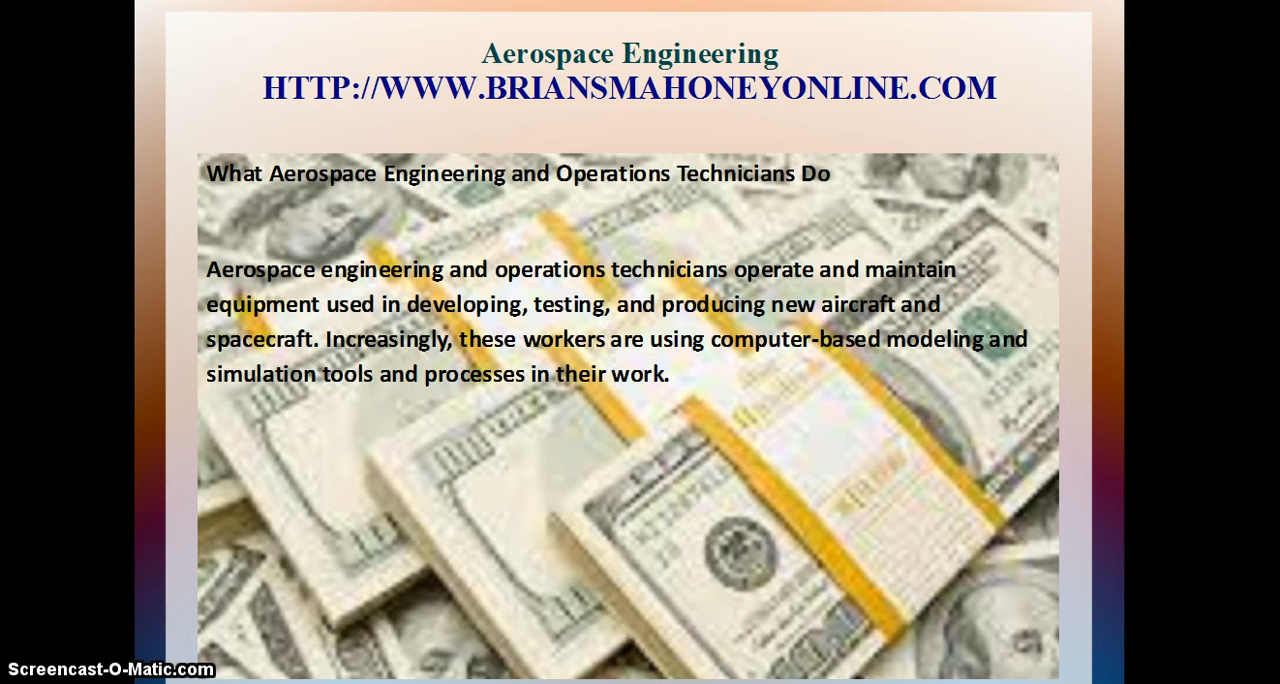 Aerospace Engineering
HTTP://WWW.BRIANSMAHONEYONLINE.COM
What Aerospace Engineering and Operations Technicians Do
Aerospace engineering and operations technicians operate and maintain
equipment used in developing, testing, and producing new aircraft and
spacecraft. Increasingly, these workers are using computer-based modeling and
simulation tools and processes in their work.
Screencast-O-Matic.com